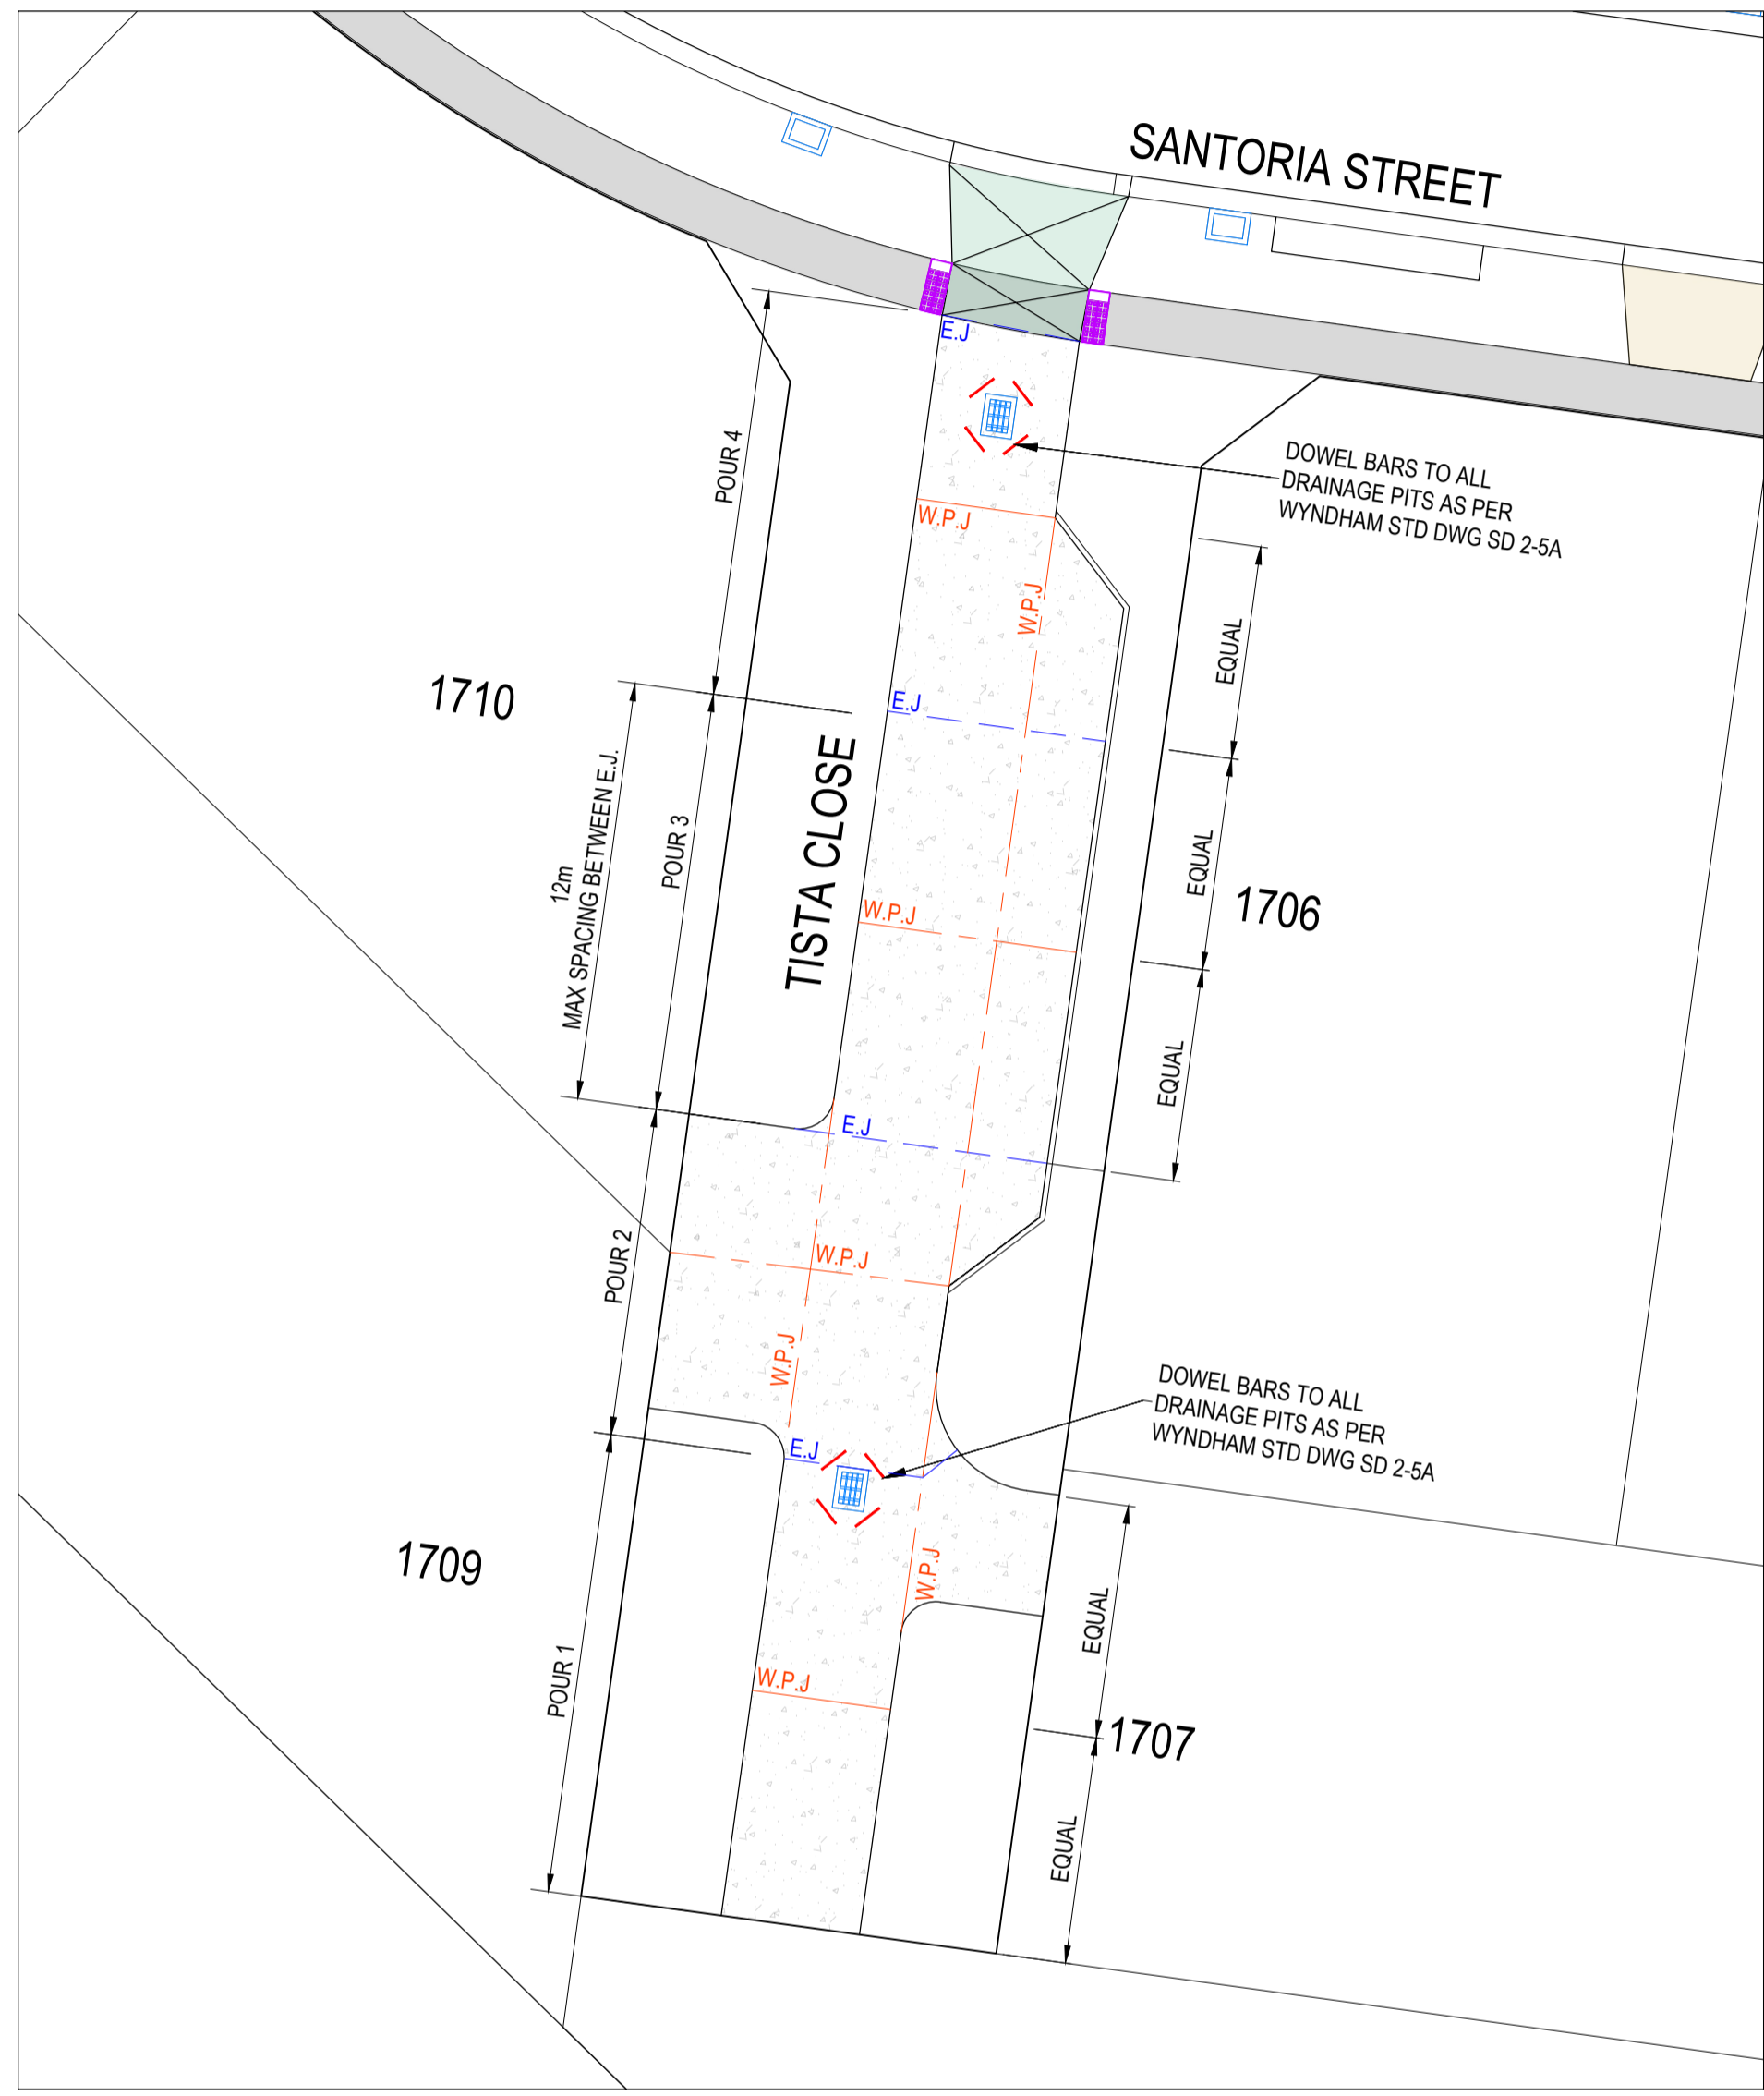 SANTORIA STREET
E.J
POUR 4
DOWEL BARS TO ALL
DRAINAGE PITS AS PER
WYNDHAM STD DWG SD 2-5A
W.P.J
W.P.J
EQUAL
1710
E.J
12m
MAX SPACING BETWEEN E.J.
POUR 3
TISTA CLOSE
EQUAL
1706
W.P.J
EQUAL
E.J
POUR 2
W.P.J
W.P.J
DOWEL BARS TO ALL
DRAINAGE PITS AS PER
WYNDHAM STD DWG SD 2-5A
E.J
1709
W.P.J
EQUAL
POUR 1
W.P.J
1707
EQUAL